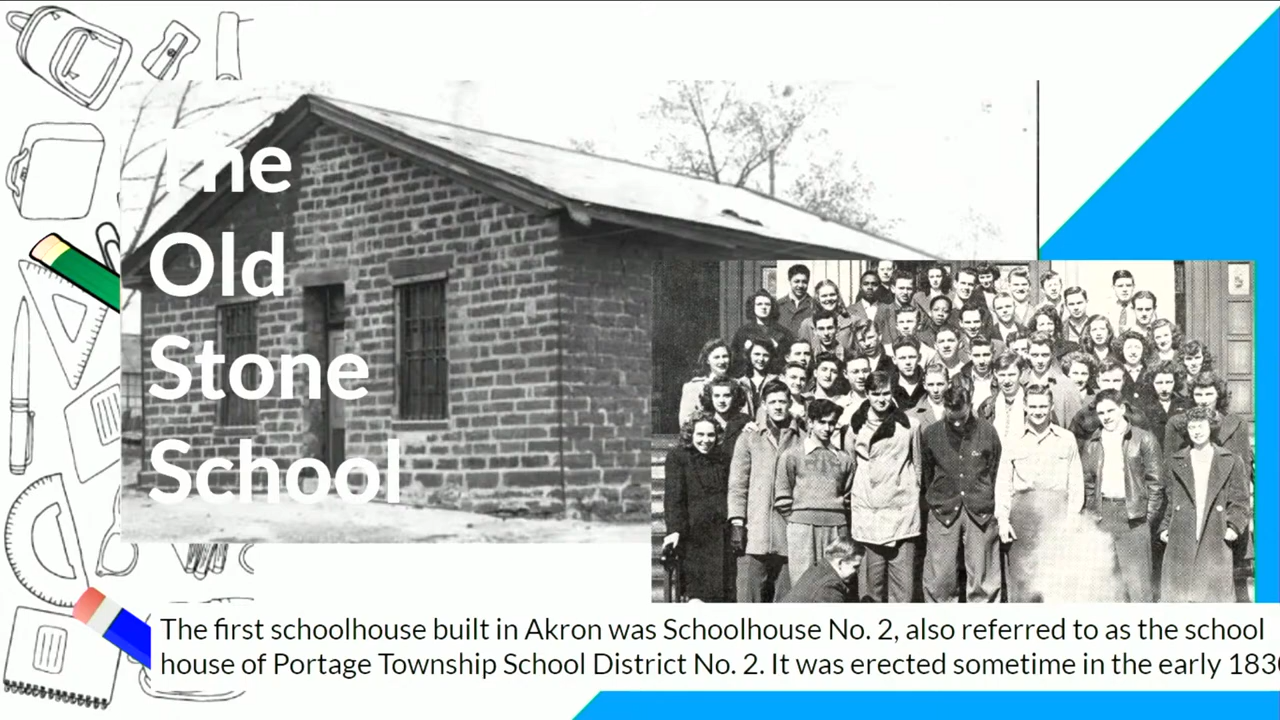 The
Old
Stone
School
The first schoolhouse built in Akron was Schoolhouse No. 2, also referred to as the school
house of Portage Township School District No. 2. It was erected sometime in the early